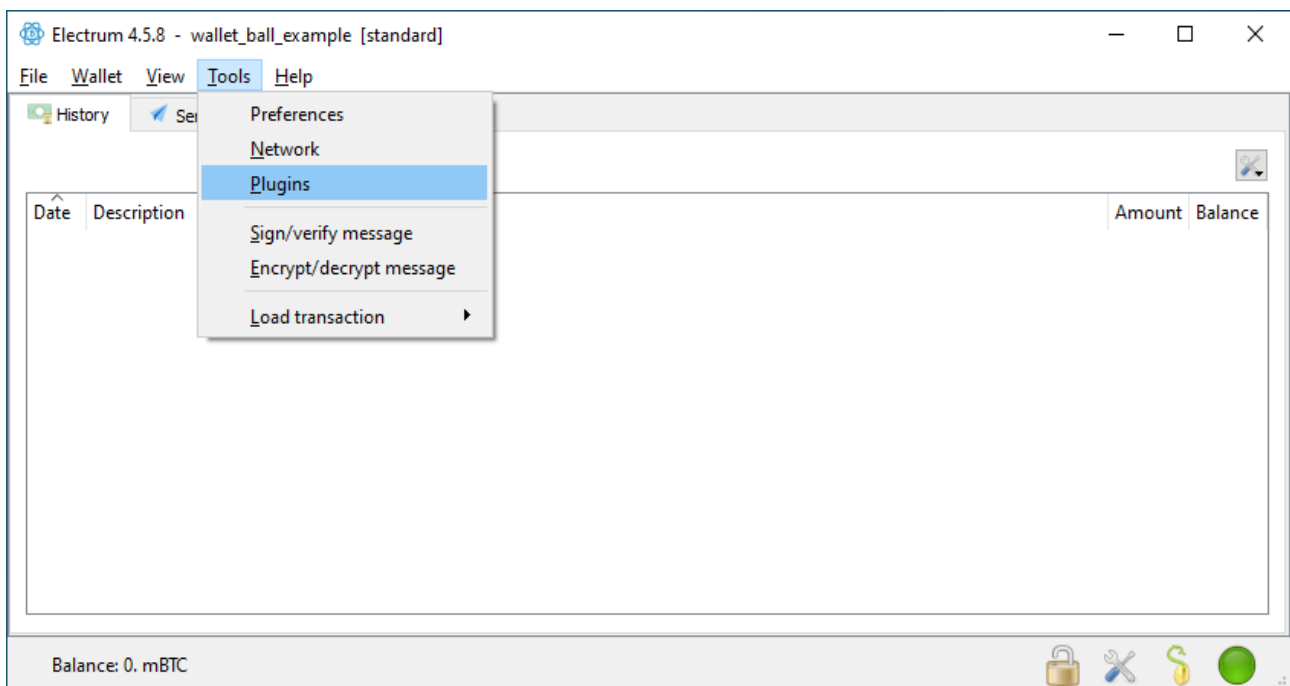 Electrum 4.5.8 - wallet_ball_example [standard]
File Wallet View Tools Help
History
Preferences
Network
Plugins
Sign/verify message
Encrypt/decrypt message
Load transaction
Date Description Amount Balance
Balance: 0. mBTC